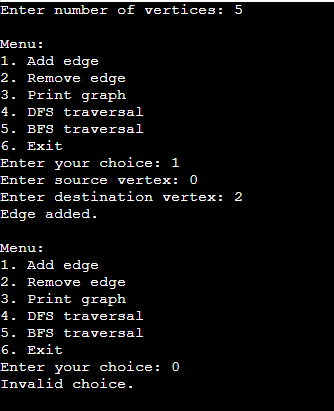 Enter number of vertices: 5
Menu:
1. Add edge
2. Remove edge
3. Print graph
4. DFS traversal
5. BFS traversal
6. Exit
Enter your choice: 1
Enter source vertex: 0
Enter destination vertex: 2
Edge added.
Menu:
1. Add edge
2. Remove edge
3. Print graph
4. DFS traversal
5. BFS traversal
6. Exit
Enter your choice: 0
Invalid choice.